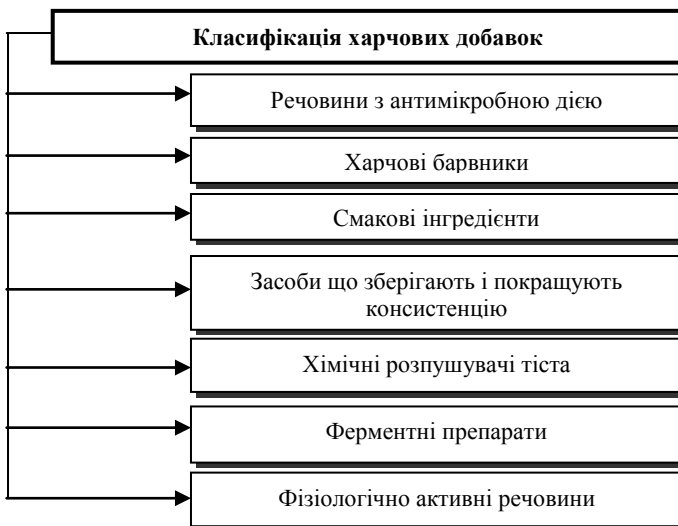 Класифікація харчових добавок
Речовини з антимікробною дією
Харчові барвники
Смакові інгредієнти
Засоби що зберігають і покращують
консистенцію
Хімічні розпушувачі тіста
Ферментні препарати
Фізіологічно активні речовини